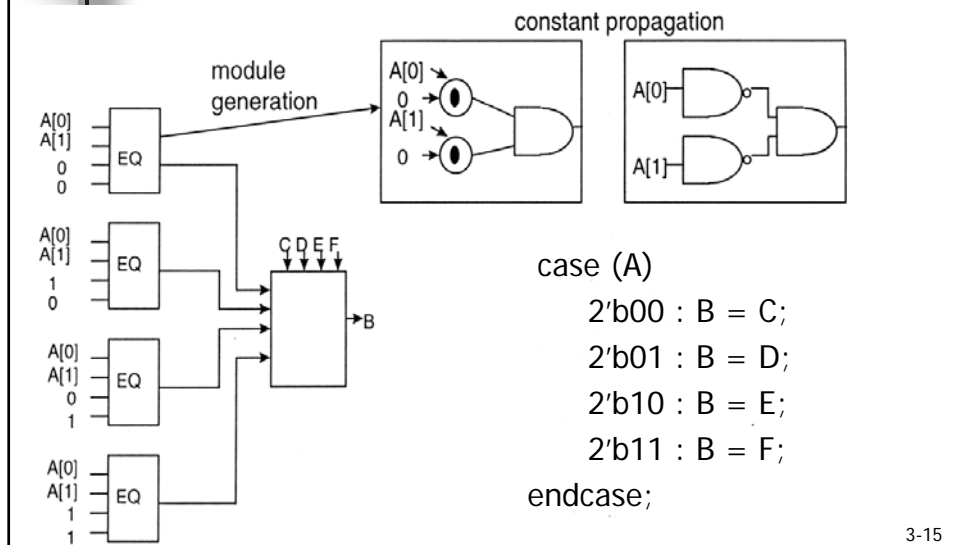 constant propagation
module
generation
A[0]
0
A[1]
0
A[0]
A[1]
A[0]
A[1]
0
0
EQ
A[0]
A[1]
1
0
EQ
A[0]
A[1]
0
1
EQ
A[0]
A[1]
1
1
EQ
C D E F
B
case (A)
2'b00 : B = C;
2'b01 : B = D;
2'b10 : B = E;
2'b11 : B = F;
endcase;
3-15